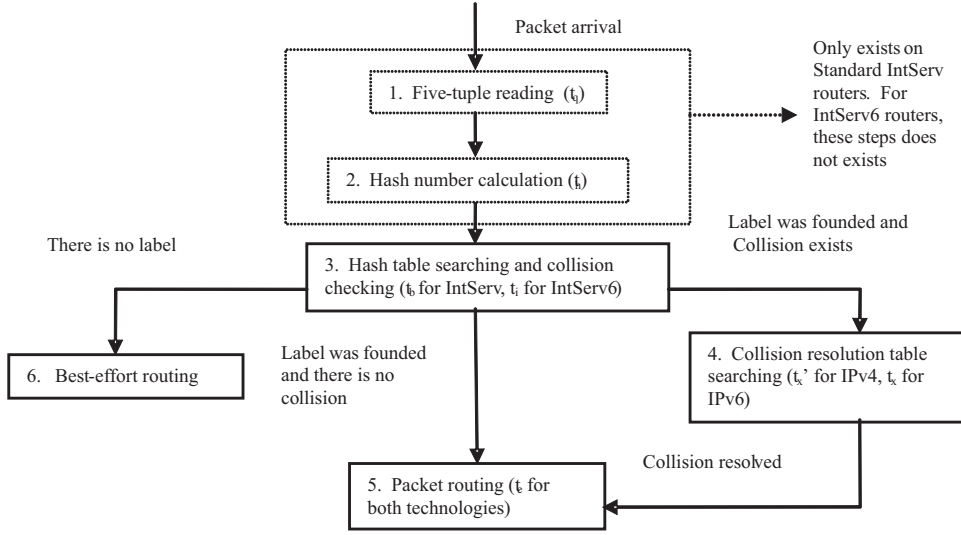 Packet arrival
Only exists on
Standard IntServ
routers. For
IntServ6 routers,
these steps does
not exists
1. Five-tuple reading (t_q)
2. Hash number calculation (t_h)
There is no label
Label was founded and
Collision exists
3. Hash table searching and collision
checking (t_b for IntServ, t_i for IntServ6)
6. Best-effort routing
Label was founded
and there is no
collision
4. Collision resolution table
searching (t_x' for IPv4, t_x for
IPv6)
Collision resolved
5. Packet routing (t_e for
both technologies)